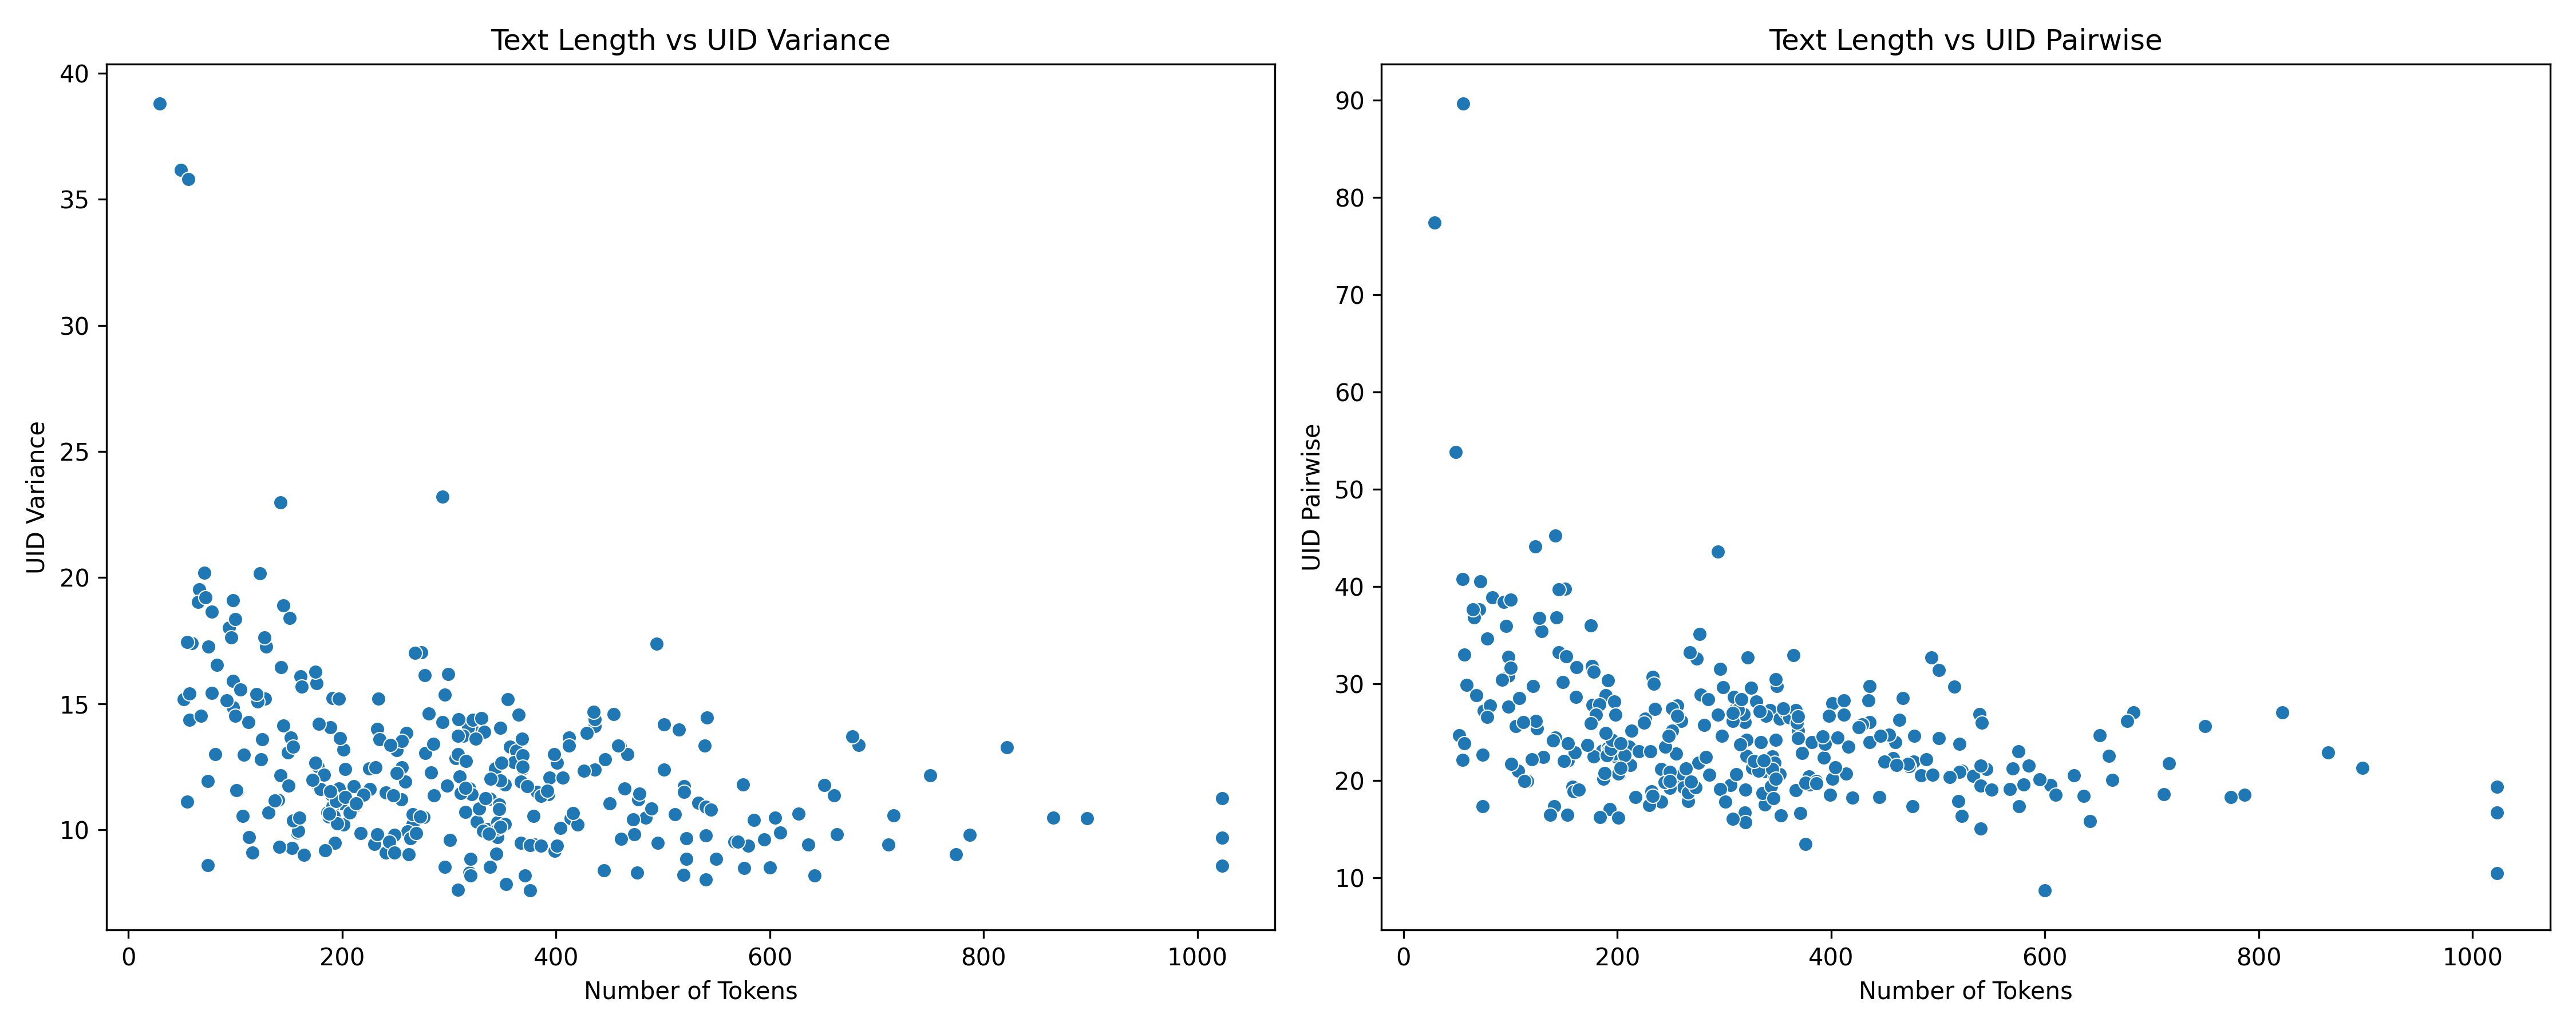 Text Length vs UID Variance
40
35
30
25
20
15
10
UID Variance
0 200 400 600 800 1000
Number of Tokens
Text Length vs UID Pairwise
90
80
70
60
50
40
30
20
10
UID Pairwise
0 200 400 600 800 1000
Number of Tokens